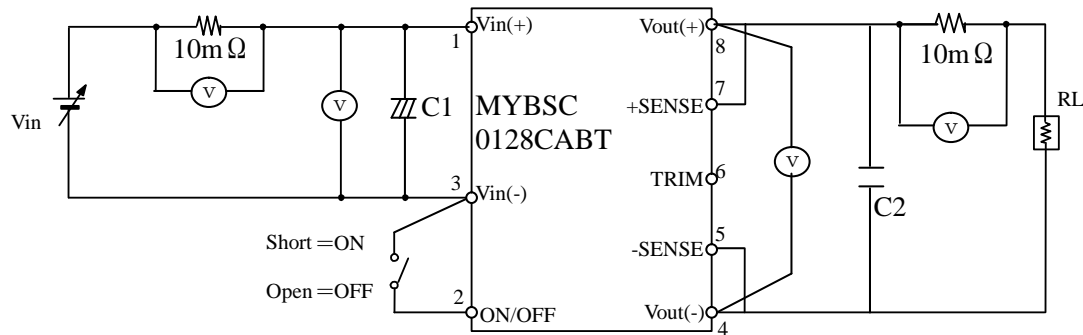 10mΩ
V
Vin
V
C1
1
Vin(+)
MYBSC
0128CABT
3
Vin(-)
Short=ON
Open=OFF
2
ON/OFF
Vout(+)
8
7
+SENSE
TRIM
6
5
-SENSE
Vout(-)
4
V
C2
10mΩ
V
RL